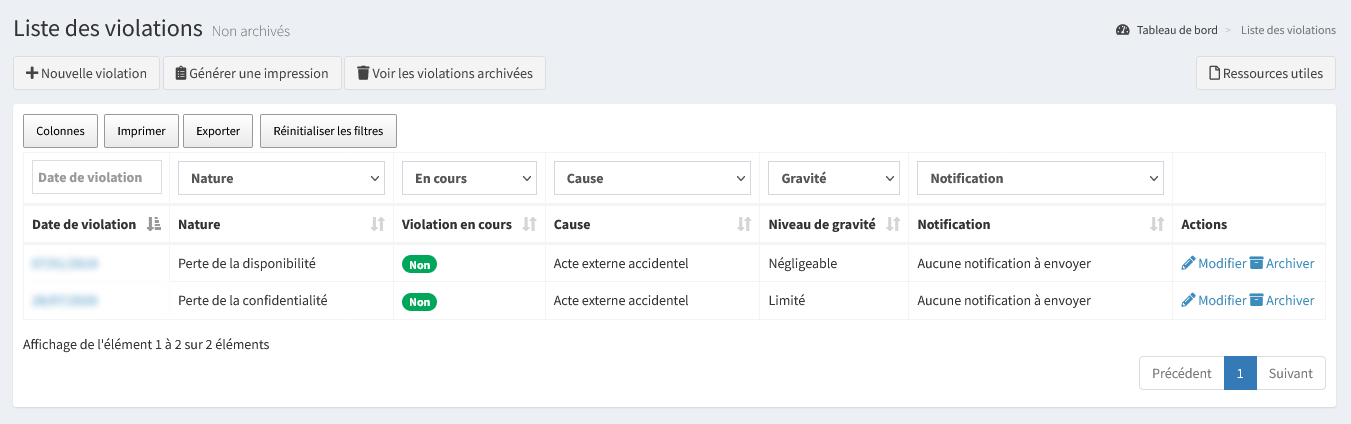 Liste des violations Non archivés
Tableau de bord > Liste des violations
Nouvelle violation Générer une impression Voir les violations archivées Ressources utiles
Colonnes Imprimer Exporter Réinitialiser les filtres
Date de violation Nature En cours Cause Gravité Notification
Date de violation Nature Violation en cours Cause Niveau de gravité Notification Actions
Perte de la disponibilité Non Acte externe accidentel Négligeable Aucune notification à envoyer Modifier Archiver
Perte de la confidentialité Non Acte externe accidentel Limité Aucune notification à envoyer Modifier Archiver
Affichage de l'élément 1 à 2 sur 2 éléments
Précédent 1 Suivant